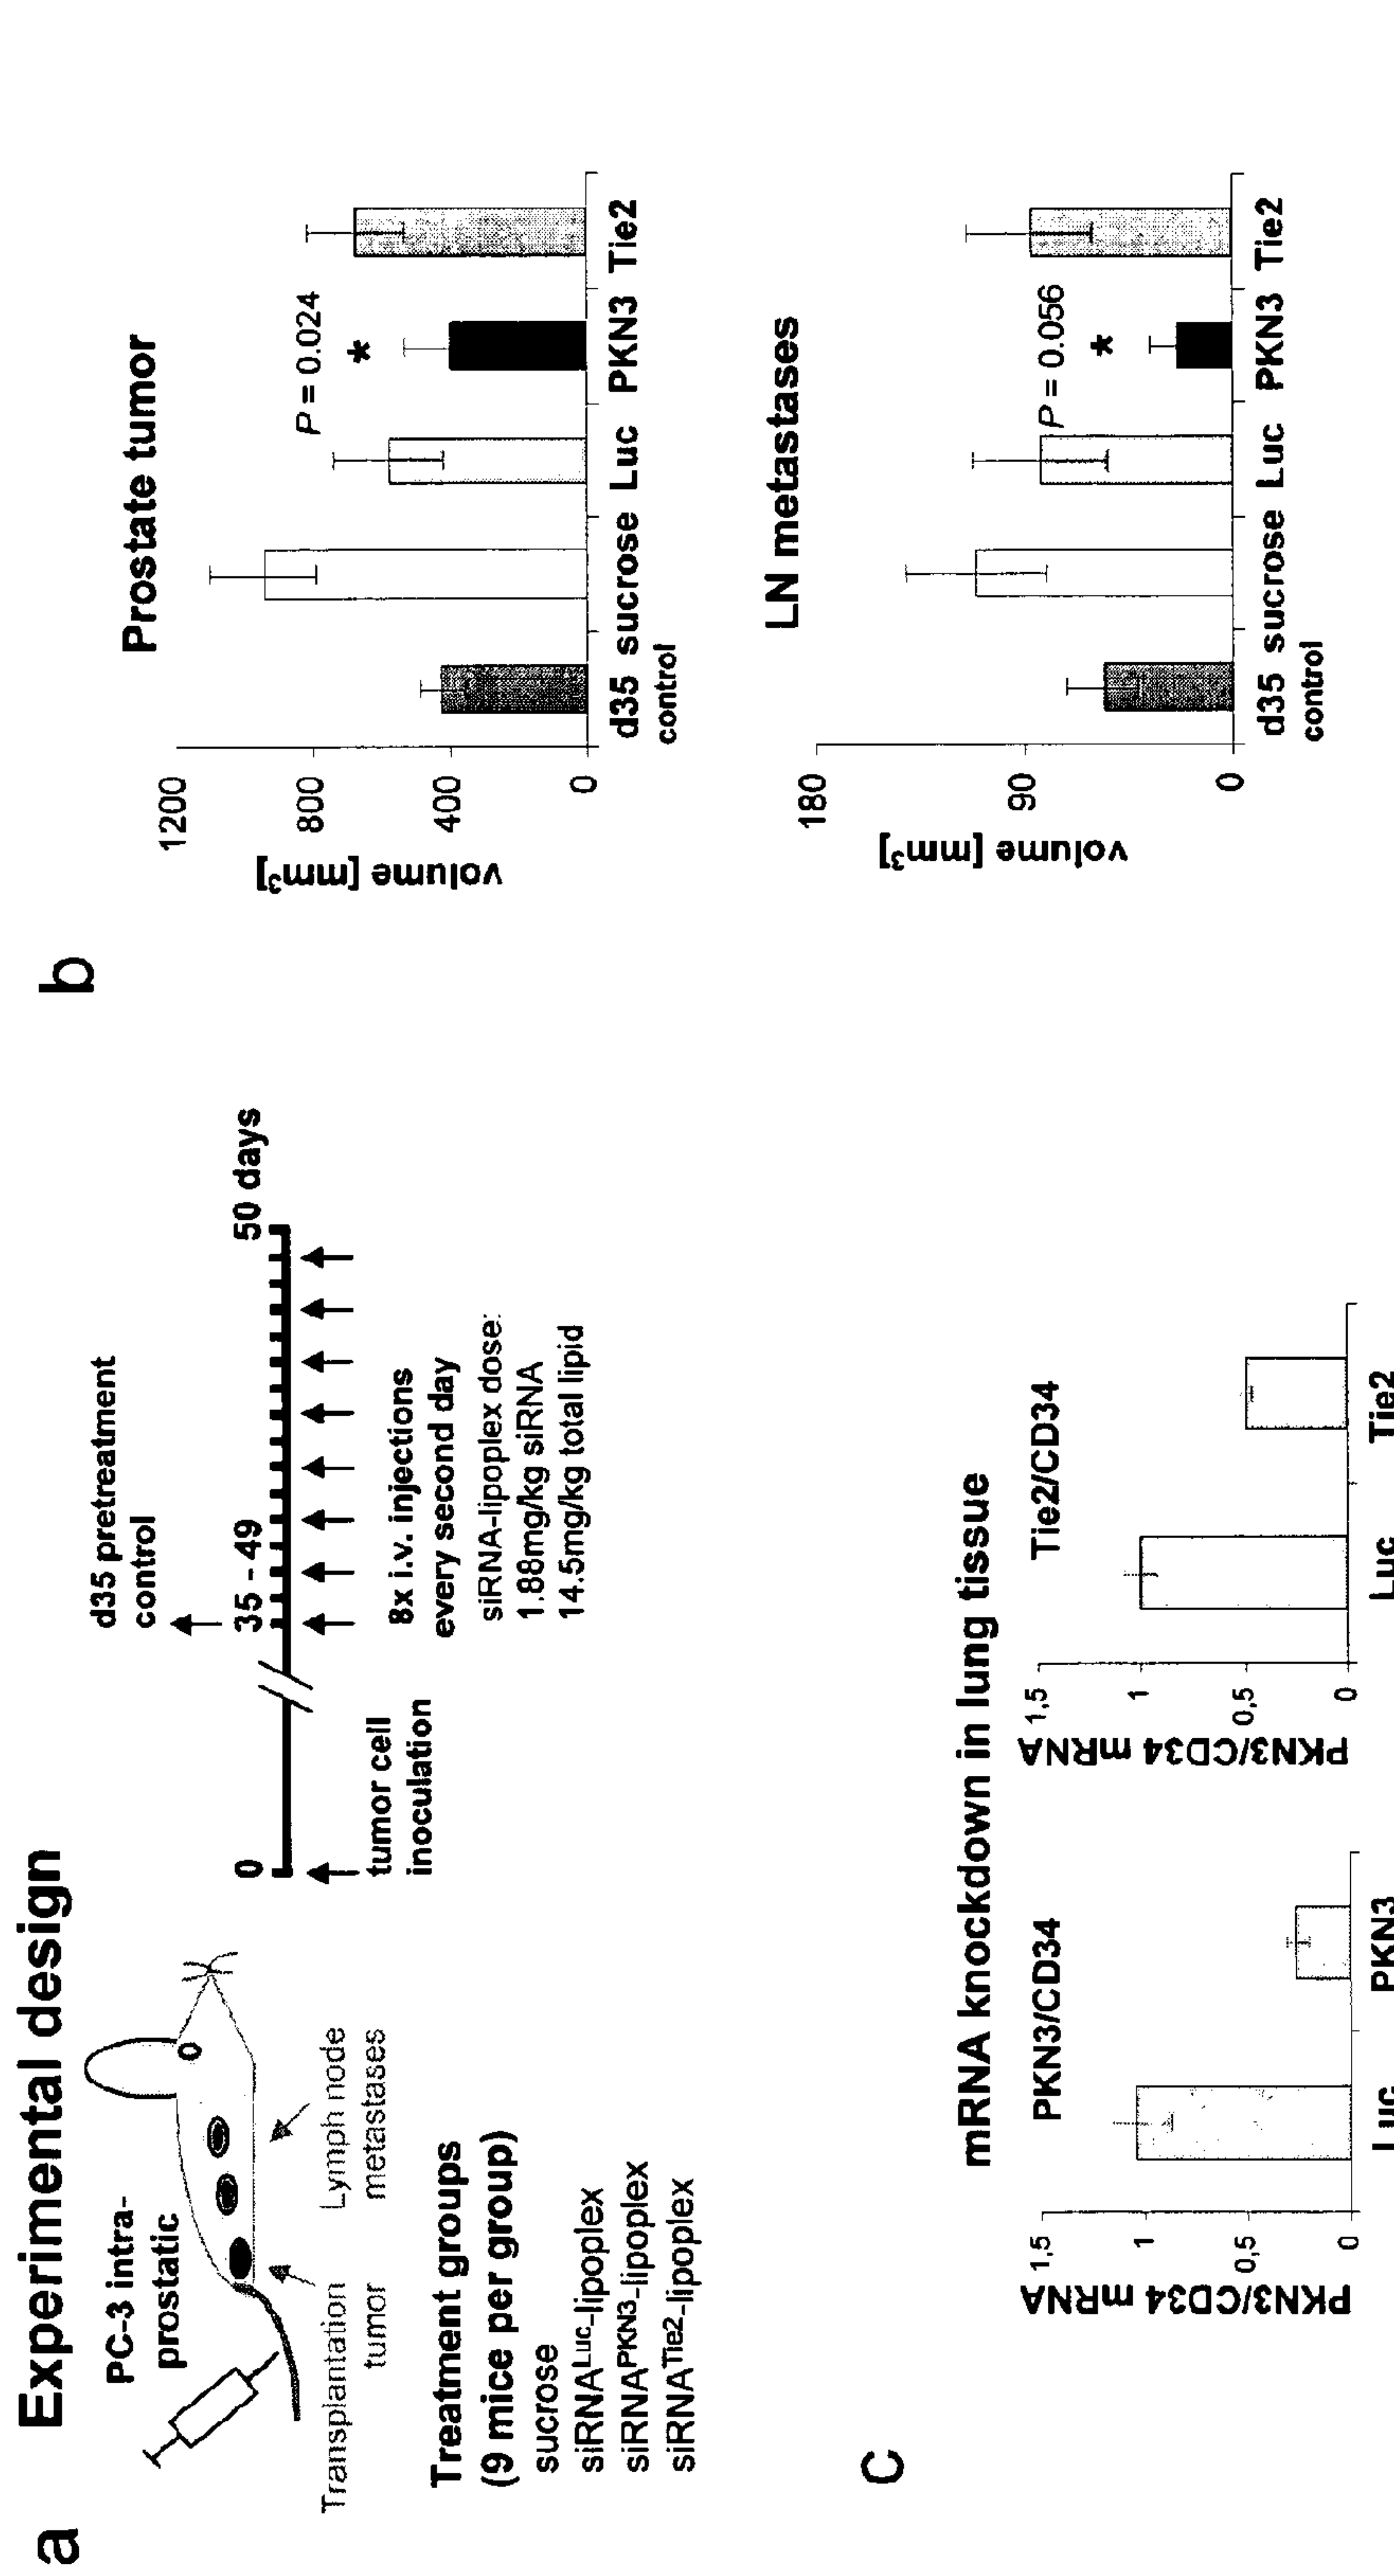 a Experimental design
PC-3 intra-
prostatic
Transplantation
tumor
Lymph node
metastases
Treatment groups
(9 mice per group)
sucrose
siRNALuc-lipoplex
siRNAPKN3-lipoplex
siRNATie2-lipoplex
d35 pretreatment
control
0
35 - 49
50 days
tumor cell
inoculation
8x i.v. injections
every second day
siRNA-lipoplex dose:
1.88mg/kg siRNA
14.5mg/kg total lipid
b
Prostate tumor
volume [mm3]
1200
800
400
0
P = 0.024
*
d35 sucrose Luc PKN3 Tie2
control
LN metastases
volume [mm3]
180
90
0
P = 0.056
*
d35 sucrose Luc PKN3 Tie2
control
c
mRNA knockdown in lung tissue
PKN3/CD34
PKN3/CD34 mRNA
1,5
1
0,5
0
Luc PKN3
Tie2/CD34
PKN3/CD34 mRNA
1,5
1
0,5
0
Luc Tie2